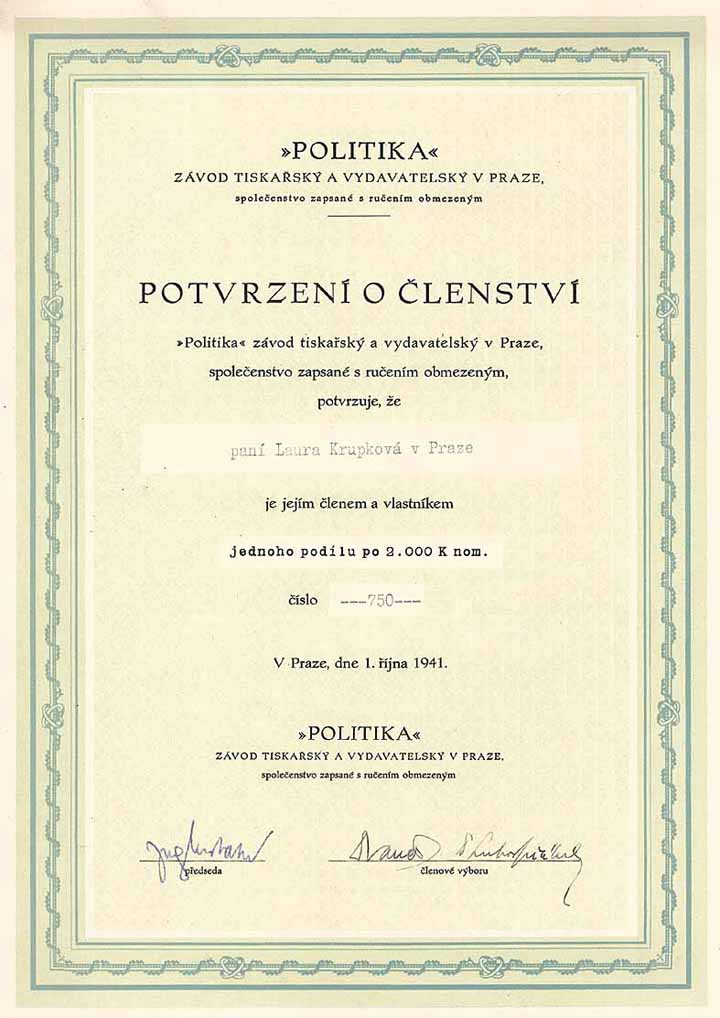 »POLITIKA«
ZÁVOD TISKAŘSKÝ A VYDAVATELSKÝ V PRAZE,
společenstvo zapsané s ručením obmezeným
POTVRZENÍ O ČLENSTVÍ
»Politika« závod tiskařský a vydavatelský v Praze,
společenstvo zapsané s ručením obmezeným,
potvrzuje, že
paní Laura Krupková v Praze
je jejím členem a vlastníkem
jednoho podílu po 2.000 K nom.
číslo ---750---
V Praze, dne 1. října 1941.
»POLITIKA«
ZÁVOD TISKAŘSKÝ A VYDAVATELSKÝ V PRAZE,
společenstvo zapsané s ručením obmezeným
předseda
členové výboru